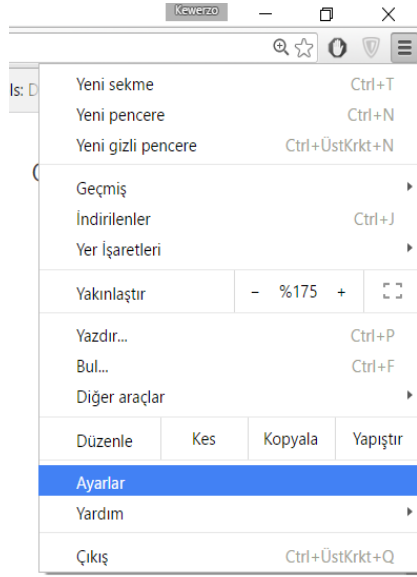 Kewerzo
ls: D
Yeni sekme Ctrl+T
Yeni pencere Ctrl+N
Yeni gizli pencere Ctrl+ÜstKrkt+N
Geçmiş
İndirilenler Ctrl+J
Yer İşaretleri
Yakınlaştır - %175 +
Yazdır... Ctrl+P
Bul... Ctrl+F
Diğer araçlar
Düzenle Kes Kopyala Yapıştır
Ayarlar
Yardım
Çıkış Ctrl+ÜstKrkt+Q